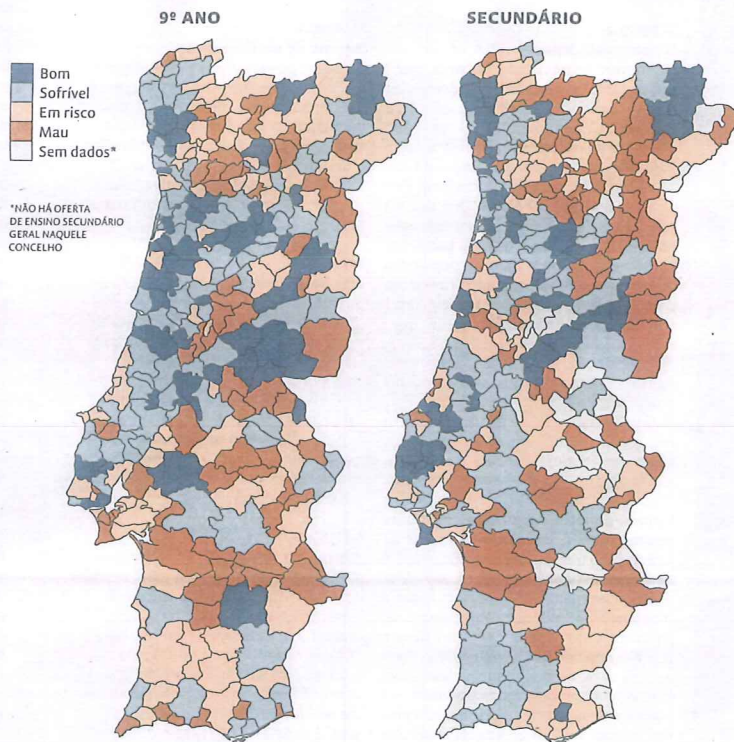 9º ANO
SECUNDÁRIO
Bom
Sofrível
Em risco
Mau
Sem dados*
*NÃO HÁ OFERTA
DE ENSINO SECUNDÁRIO
GERAL NAQUELE
CONCELHO